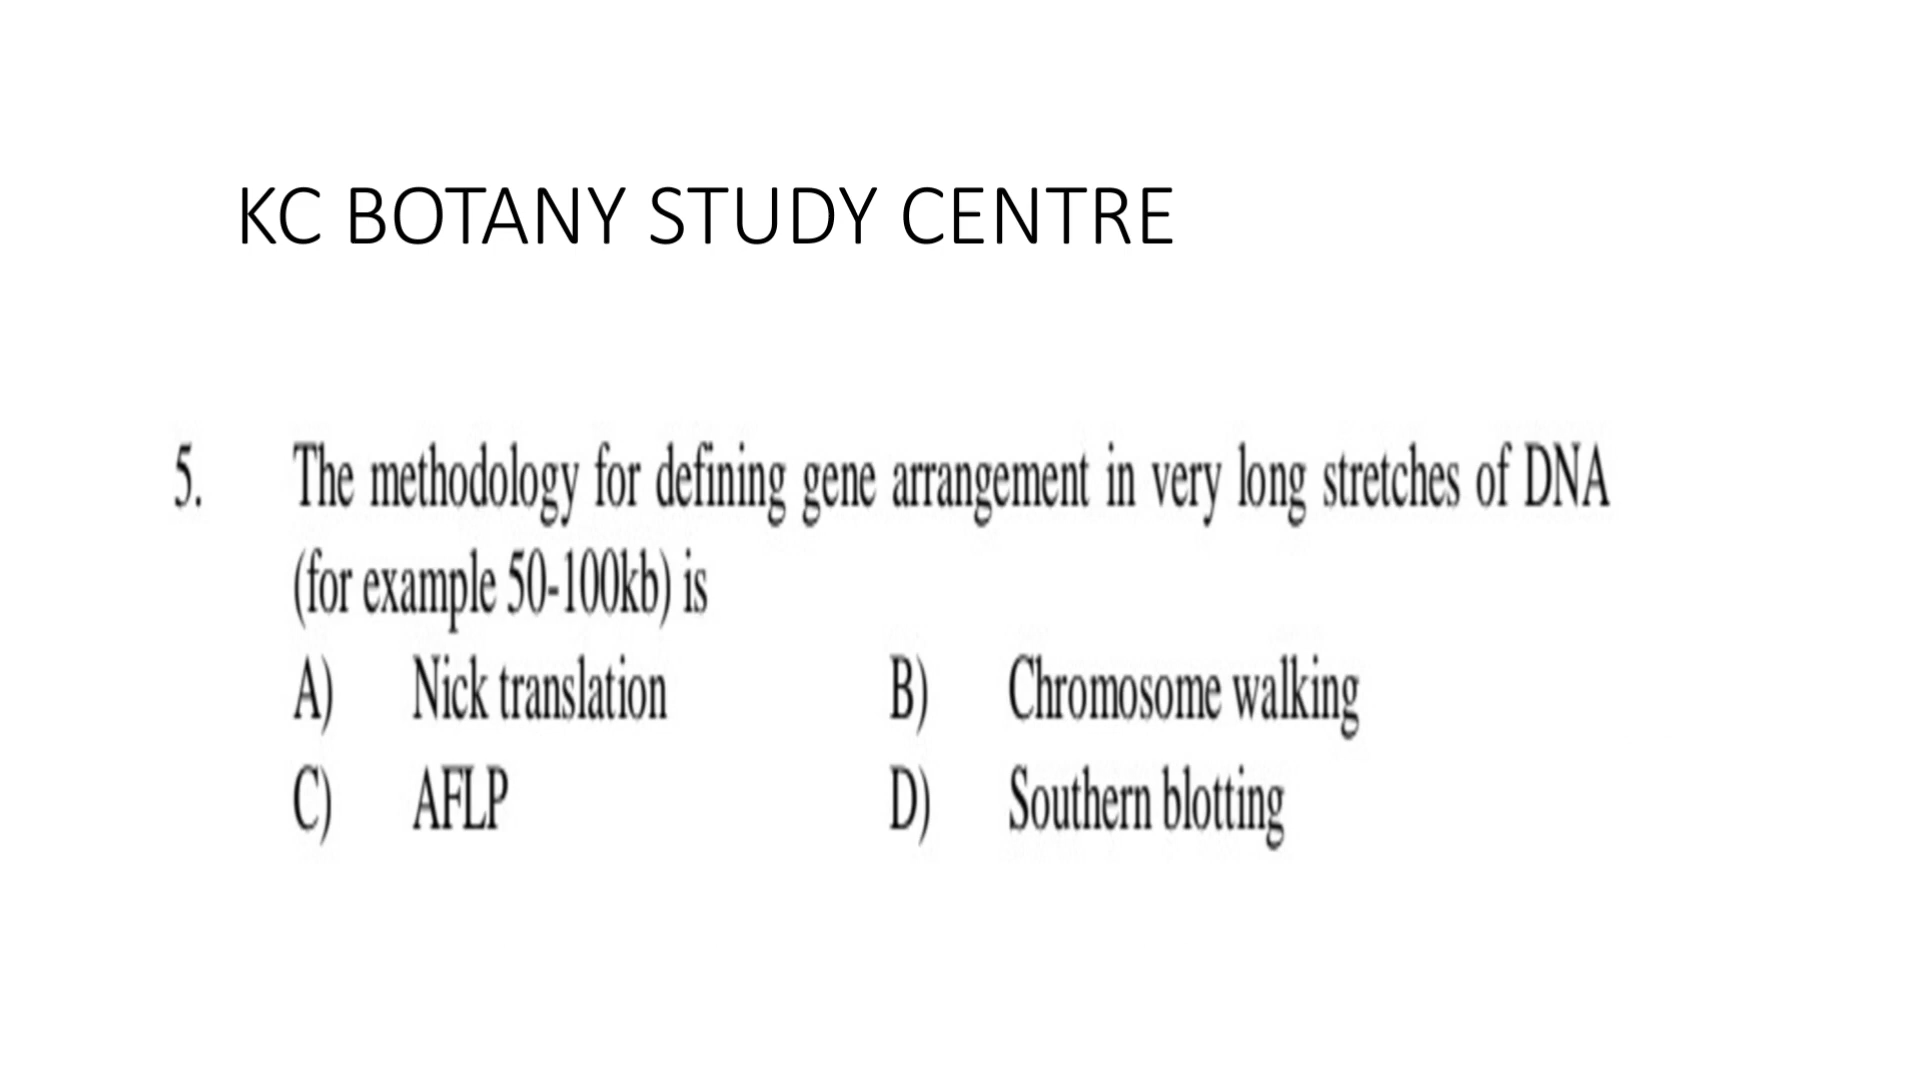 KC BOTANY STUDY CENTRE
5. The methodology for defining gene arrangement in very long stretches of DNA
(for example 50-100kb) is
A) Nick translation B) Chromosome walking
C) AFLP D) Southern blotting